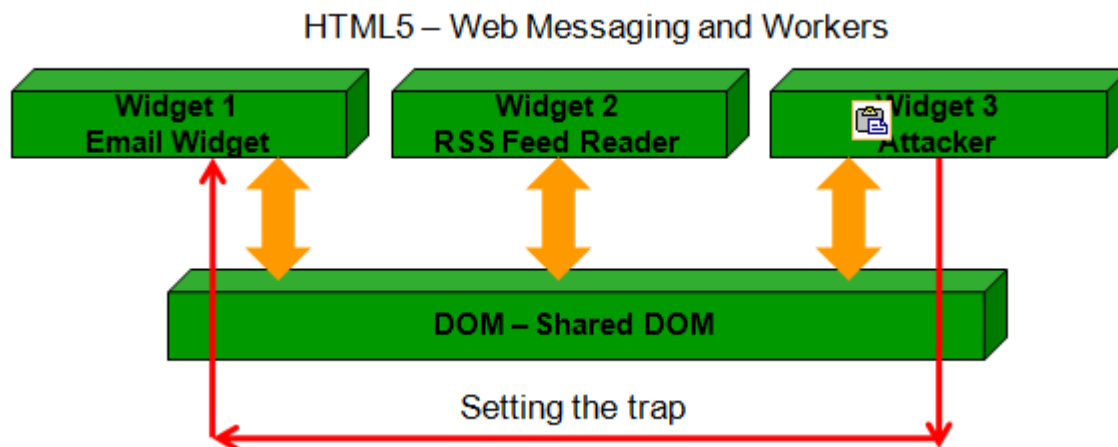 HTML5 – Web Messaging and Workers
Widget 1
Email Widget
Widget 2
RSS Feed Reader
Widget 3
Attacker
DOM – Shared DOM
Setting the trap